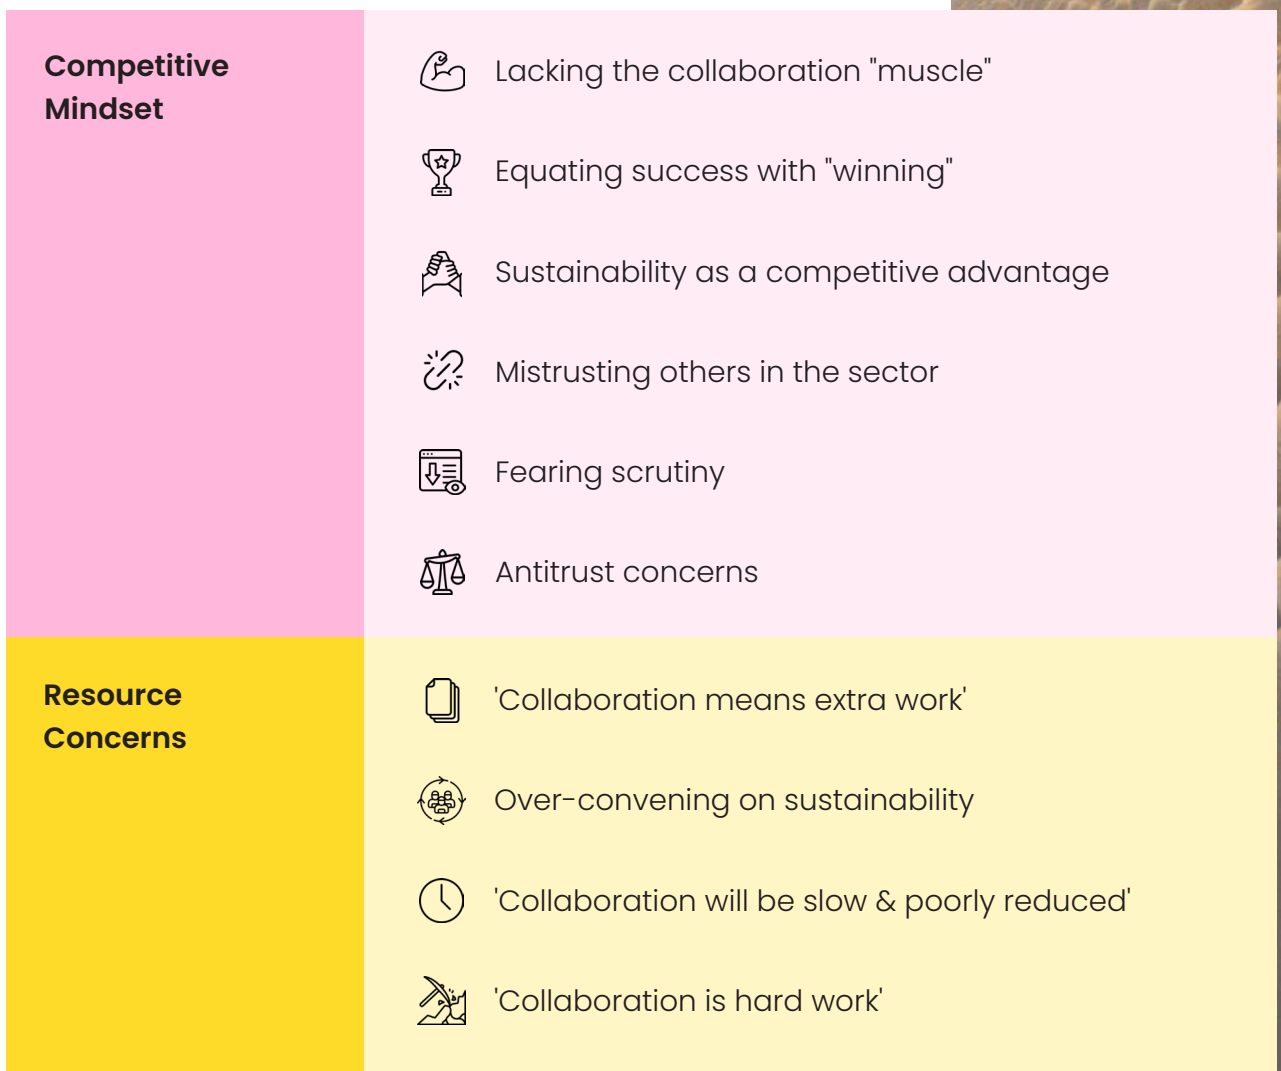 Competitive
Mindset
Lacking the collaboration "muscle"
Equating success with "winning"
Sustainability as a competitive advantage
Mistrusting others in the sector
Fearing scrutiny
Antitrust concerns
Resource
Concerns
'Collaboration means extra work'
Over-convening on sustainability
'Collaboration will be slow & poorly reduced'
'Collaboration is hard work'